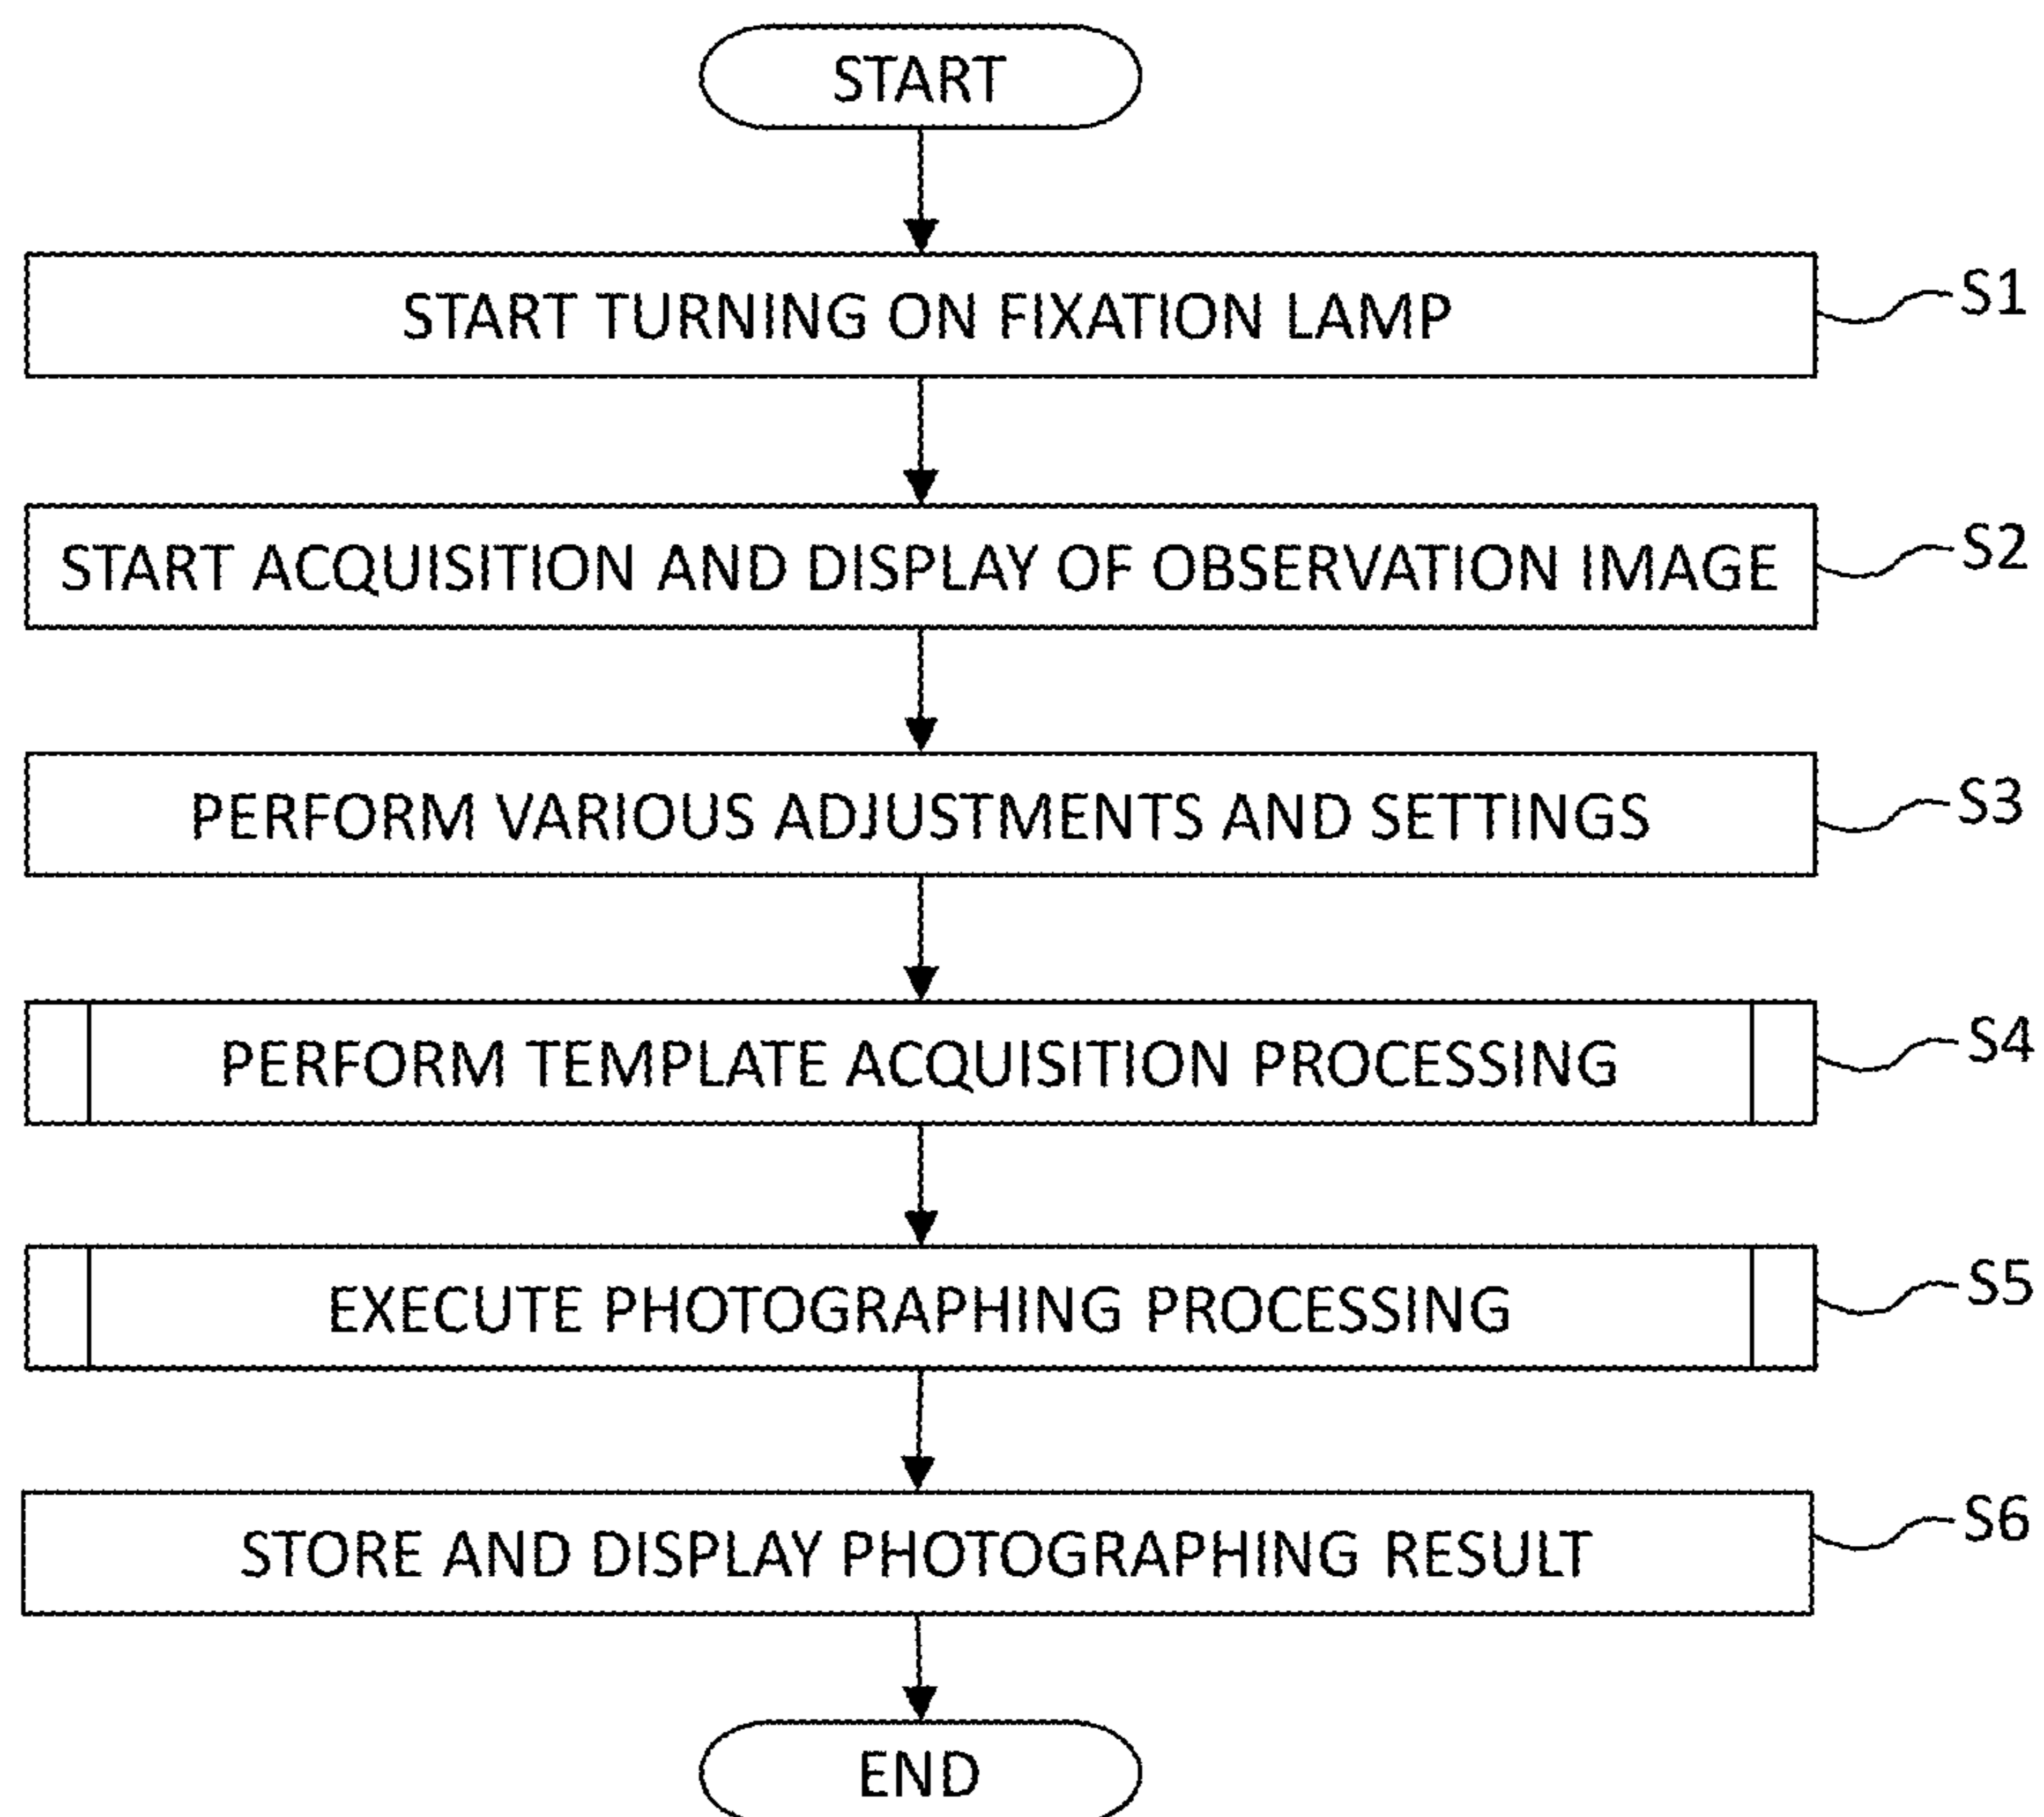 START
START TURNING ON FIXATION LAMP
S1
START ACQUISITION AND DISPLAY OF OBSERVATION IMAGE
S2
PERFORM VARIOUS ADJUSTMENTS AND SETTINGS
S3
PERFORM TEMPLATE ACQUISITION PROCESSING
S4
EXECUTE PHOTOGRAPHING PROCESSING
S5
STORE AND DISPLAY PHOTOGRAPHING RESULT
S6
END